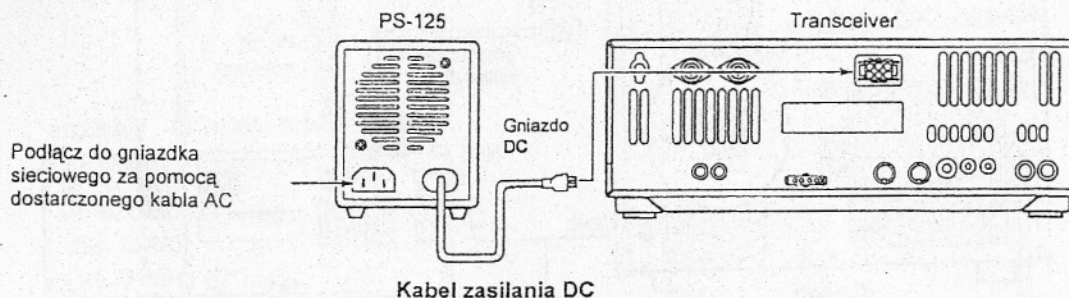 PS-125
Transceiver
Gniazdo
DC
Podłącz do gniazdka
sieciowego za pomocą
dostarczonego kabla AC
Kabel zasilania DC